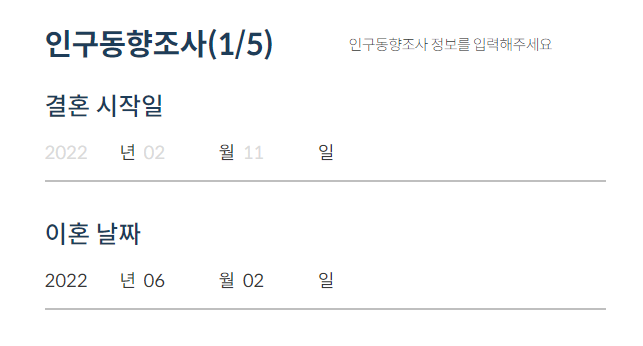 인구동향조사(1/5) 인구동향조사 정보를 입력해주세요
결혼 시작일
2022 년 02 월 11 일
이혼 날짜
2022 년 06 월 02 일